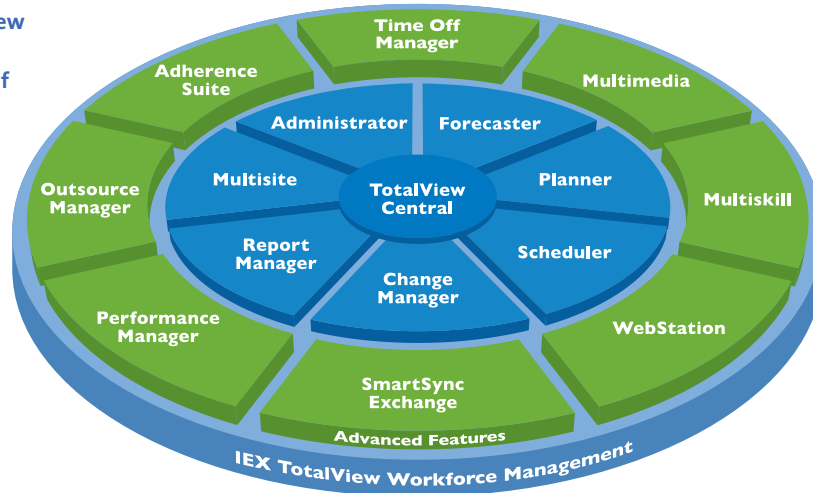 ew
f
Time Off
Manager
Adherence
Suite
Multimedia
Administrator
Forecaster
Outsource
Manager
Multisite
TotalView
Central
Planner
Multiskill
Report
Manager
Scheduler
Change
Manager
Performance
Manager
WebStation
SmartSync
Exchange
Advanced Features
IEX TotalView Workforce Management